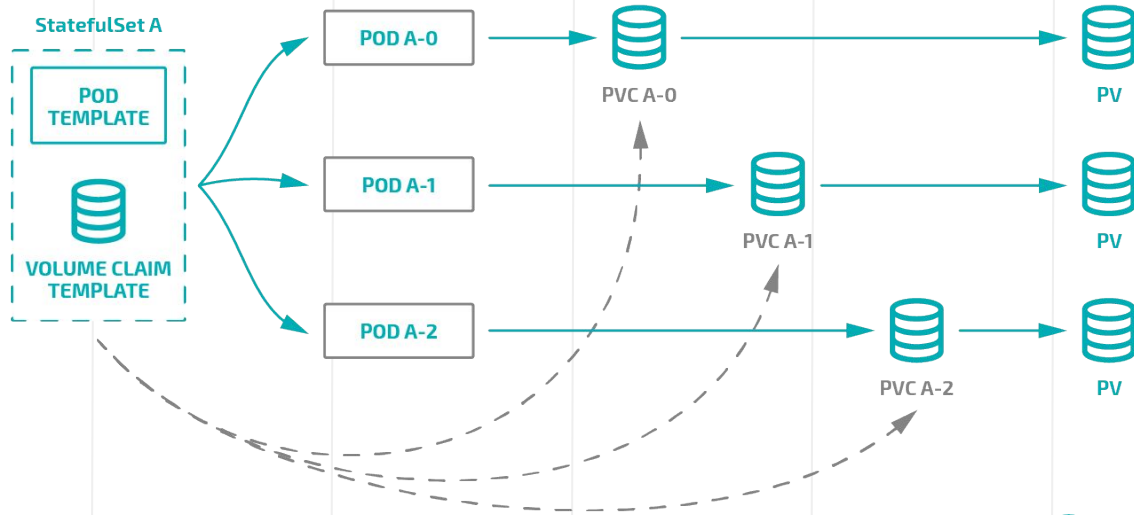 StatefulSet A
POD
TEMPLATE
VOLUME CLAIM
TEMPLATE
POD A-0
PVC A-0
PV
POD A-1
PVC A-1
PV
POD A-2
PVC A-2
PV